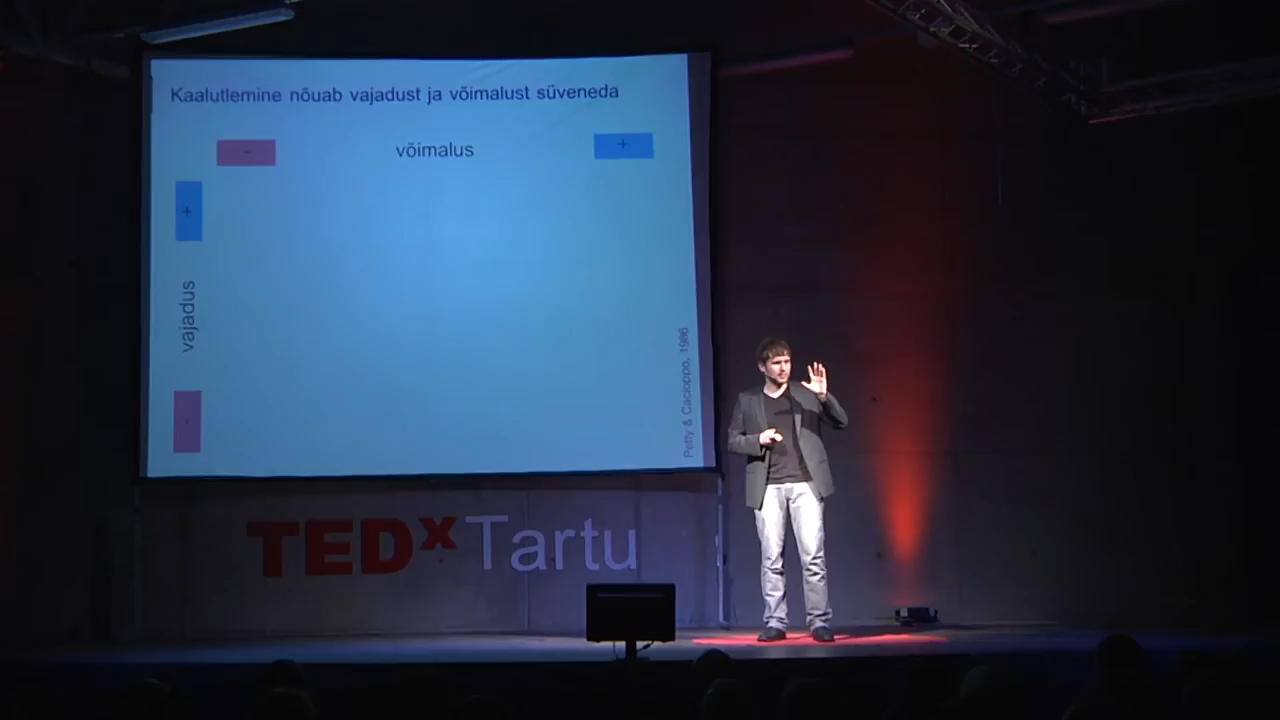 Kaalutlemine nõuab vajadust ja võimalust süveneda
- võimalus +
+
vajadus
-
Petty & Cacioppo, 1986
TEDxTartu